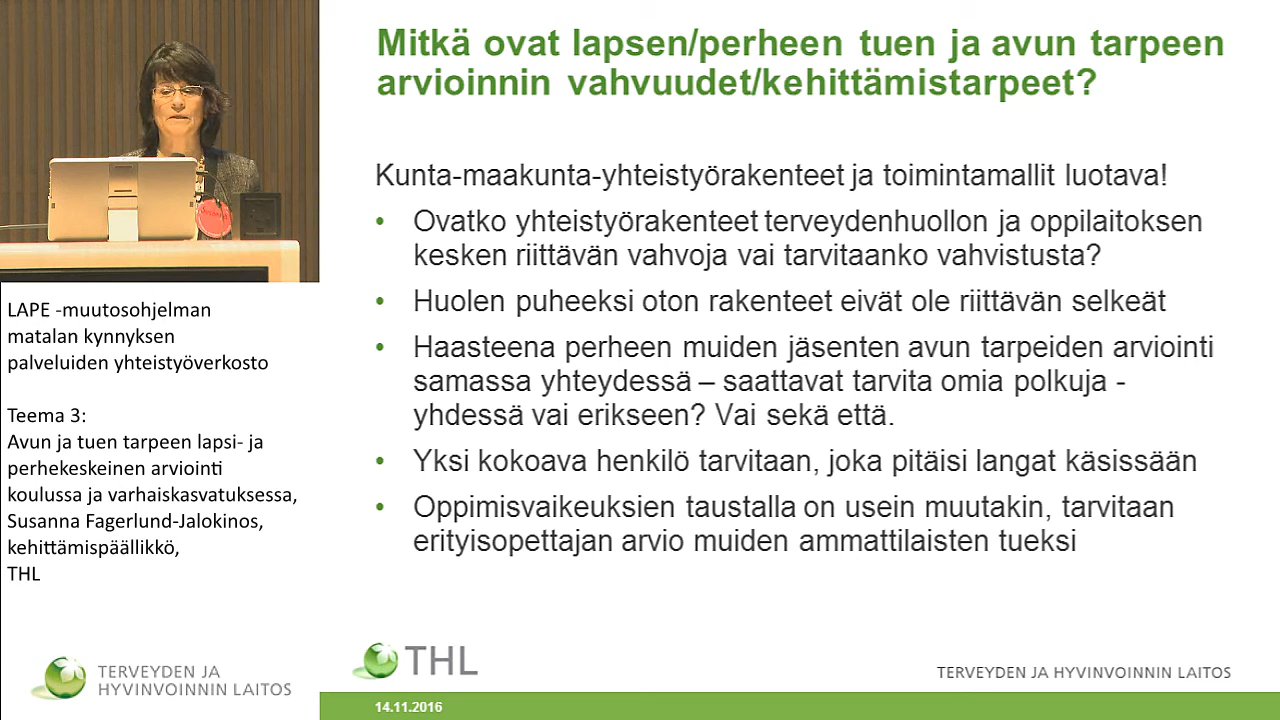 Mitkä ovat lapsen/perheen tuen ja avun tarpeen
arvioinnin vahvuudet/kehittämistarpeet?
Kunta-maakunta-yhteistyörakenteet ja toimintamallit luotava!
• Ovatko yhteistyörakenteet terveydenhuollon ja oppilaitoksen
kesken riittävän vahvoja vai tarvitaanko vahvistusta?
• Huolen puheeksi oton rakenteet eivät ole riittävän selkeät
• Haasteena perheen muiden jäsenten avun tarpeiden arviointi
samassa yhteydessä – saattavat tarvita omia polkuja -
yhdessä vai erikseen? Vai sekä että.
• Yksi kokoava henkilö tarvitaan, joka pitäisi langat käsissään
• Oppimisvaikeuksien taustalla on usein muutakin, tarvitaan
erityisopettajan arvio muiden ammattilaisten tueksi
LAPE -muutosohjelman
matalan kynnyksen
palveluiden yhteistyöverkosto
Teema 3:
Avun ja tuen tarpeen lapsi- ja
perhekeskeinen arviointi
koulussa ja varhaiskasvatuksessa,
Susanna Fagerlund-Jalokinos,
kehittämispäällikkö,
THL
TERVEYDEN JA
HYVINVOINNIN LAITOS
THL
TERVEYDEN JA HYVINVOINNIN LAITOS
14.11.2016